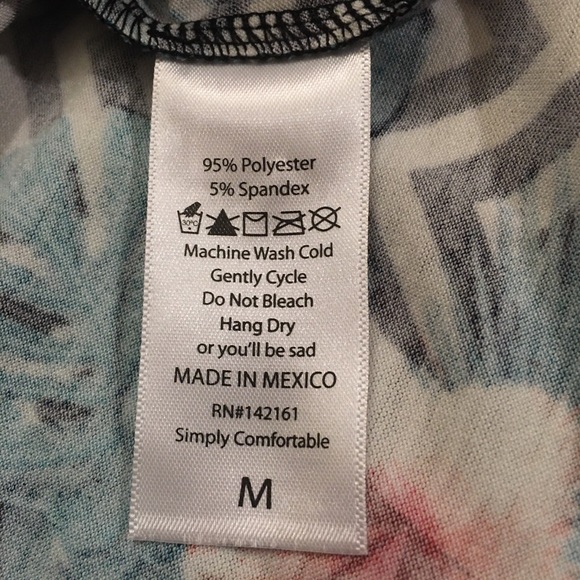 95% Polyester
5% Spandex
30°C
Machine Wash Cold
Gently Cycle
Do Not Bleach
Hang Dry
or you'll be sad
MADE IN MEXICO
RN#142161
Simply Comfortable
M